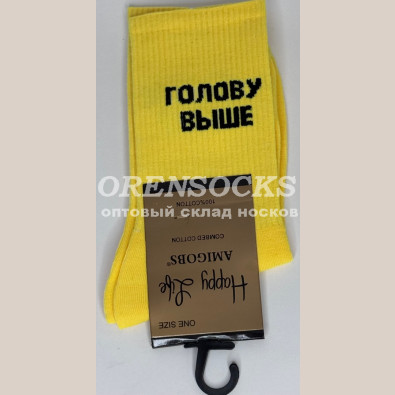 ГОЛОВУ
ВЫШЕ
ORENSOCKS
оптовый склад носков
100% COTTON
COMBED COTTON
AMIGOBS®
Happy Life
ONE SIZE